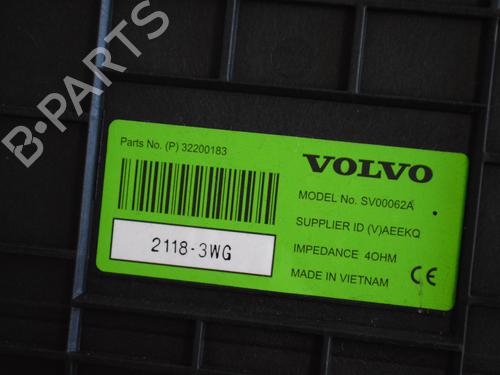 B-PARTS
Parts No. (P) 32200183
2118-3WG
VOLVO
MODEL No. SV00062A
SUPPLIER ID (V)AEEKQ
IMPEDANCE 4OHM
MADE IN VIETNAM
CE